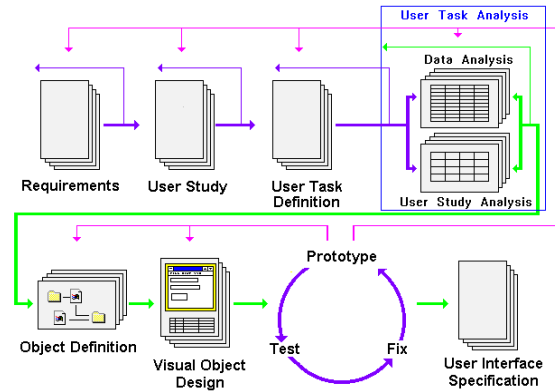 User Task Analysis
Data Analysis
Requirements
User Study
User Task
Definition
User Study Analysis
Prototype
Test
Fix
Object Definition
Visual Object
Design
User Interface
Specification